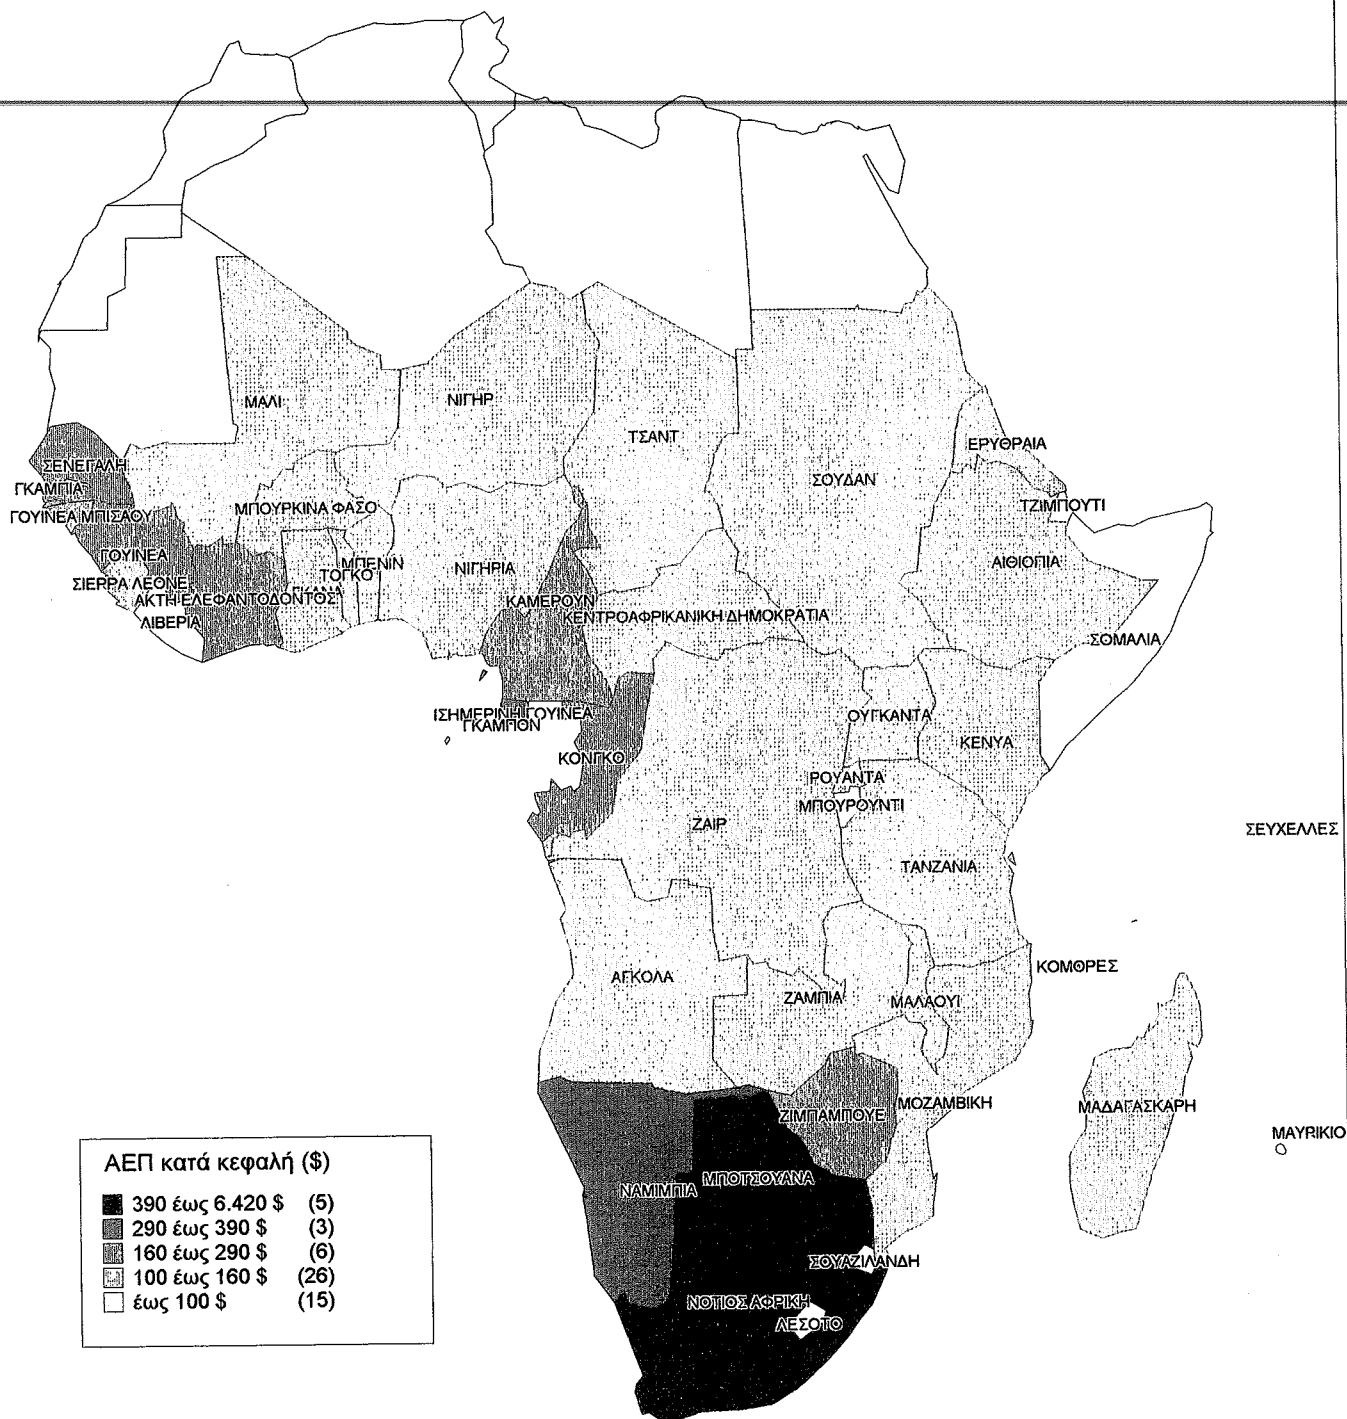 ΜΑΛΙ
ΝΙΓΗΡ
ΤΣΑΝΤ
ΣΟΥΔΑΝ
ΕΡΥΘΡΑΙΑ
ΣΕΝΕΓΑΛΗ
ΓΚΑΜΠΙΑ
ΓΟΥΙΝΕΑ ΜΠΙΣΑΟΥ
ΜΠΟΥΡΚΙΝΑ ΦΑΣΟ
ΤΖΙΜΠΟΥΤΙ
ΓΟΥΙΝΕΑ
ΜΠΕΝΙΝ
ΤΟΓΚΟ
ΝΙΓΗΡΙΑ
ΑΙΘΙΟΠΙΑ
ΣΙΕΡΡΑ ΛΕΟΝΕ
ΑΚΤΗ ΕΛΕΦΑΝΤΟΔΟΝΤΟΣ
ΓΚΑΝΑ
ΚΑΜΕΡΟΥΝ
ΚΕΝΤΡΟΑΦΡΙΚΑΝΙΚΗ ΔΗΜΟΚΡΑΤΙΑ
ΛΙΒΕΡΙΑ
ΣΟΜΑΛΙΑ
ΙΣΗΜΕΡΙΝΗ ΓΟΥΙΝΕΑ
ΓΚΑΜΠΟΝ
ΟΥΓΚΑΝΤΑ
ΚΕΝΥΑ
ΚΟΝΓΚΟ
ΡΟΥΑΝΤΑ
ΜΠΟΥΡΟΥΝΤΙ
ΖΑΙΡ
ΣΕΥΧΕΛΛΕΣ
ΤΑΝΖΑΝΙΑ
ΑΓΚΟΛΑ
ΚΟΜΟΡΕΣ
ΖΑΜΠΙΑ
ΜΑΛΑΟΥΙ
ΖΙΜΠΑΜΠΟΥΕ
ΜΟΖΑΜΒΙΚΗ
ΜΑΔΑΓΑΣΚΑΡΗ
ΜΑΥΡΙΚΙΟ
ΝΑΜΙΜΠΙΑ
ΜΠΟΤΣΟΥΑΝΑ
ΣΟΥΑΖΙΛΑΝΔΗ
ΝΟΤΙΟΣ ΑΦΡΙΚΗ
ΛΕΣΟΤΟ
ΑΕΠ κατά κεφαλή ($)
390 έως 6.420 $ (5)
290 έως 390 $ (3)
160 έως 290 $ (6)
100 έως 160 $ (26)
έως 100 $ (15)